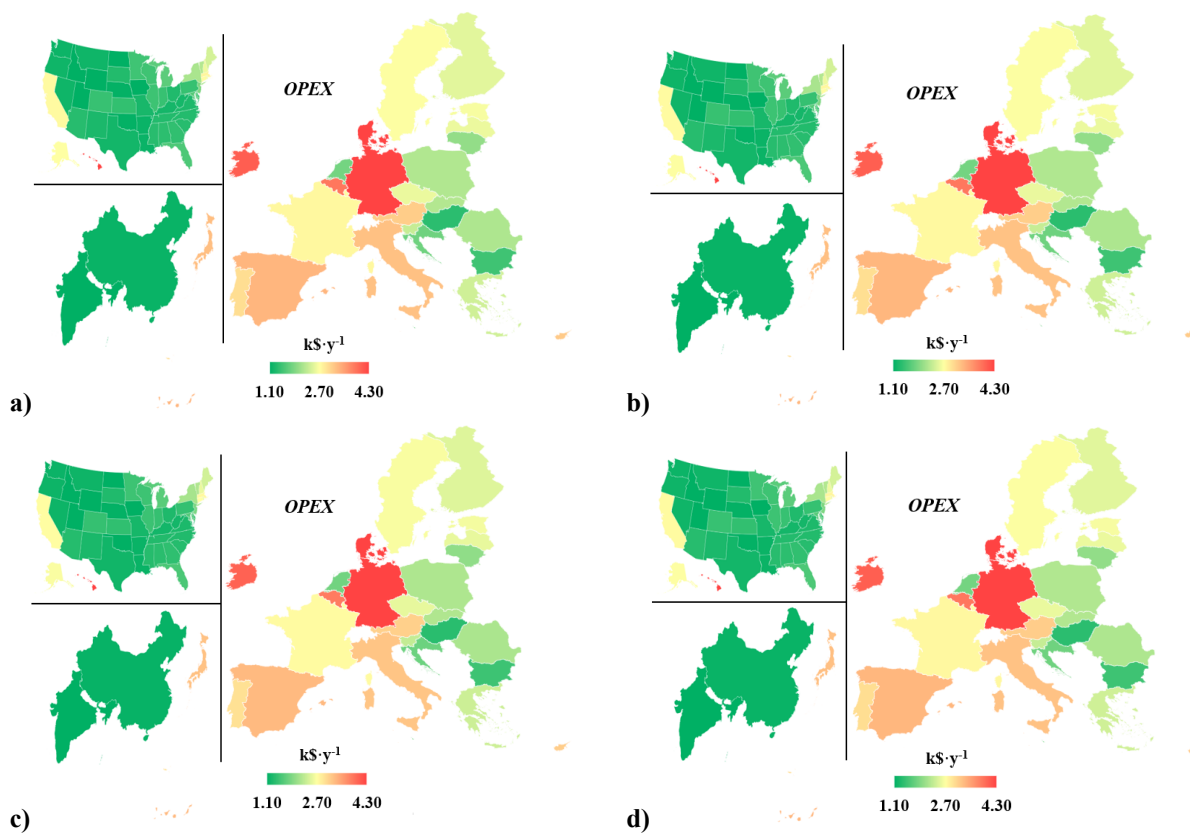 OPEX
k$·y⁻¹
1.10 2.70 4.30
a)
OPEX
k$·y⁻¹
1.10 2.70 4.30
b)
OPEX
k$·y⁻¹
1.10 2.70 4.30
c)
OPEX
k$·y⁻¹
1.10 2.70 4.30
d)